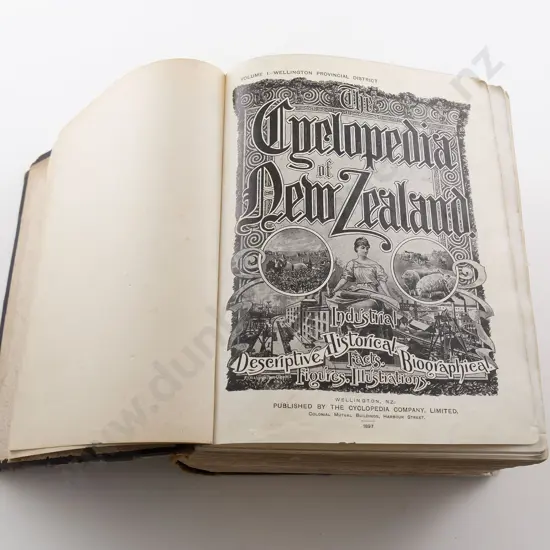 VOLUME I.—WELLINGTON PROVINCIAL DISTRICT
The
Cyclopedia
of
New Zealand.
Industrial
Descriptive Historical Biographical
Facts.
Figures. Illustrations.
WELLINGTON, NZ:
PUBLISHED BY THE CYCLOPEDIA COMPANY, LIMITED,
COLONIAL MUTUAL BUILDINGS, HARBOUR STREET.
1897